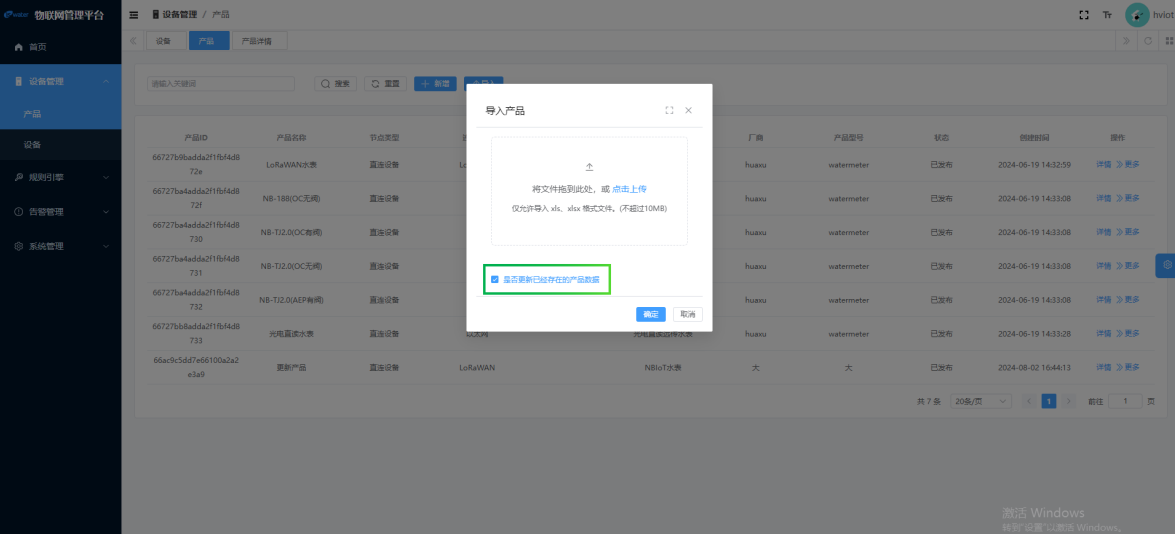 water 物联网管理平台
设备管理 / 产品
hviot
首页
设备
产品
产品详情
设备管理
产品
设备
规则引擎
告警管理
系统管理
请输入关键词
搜索
重置
新增
导入
导入产品
将文件拖到此处，或 点击上传
仅允许导入 xls、xlsx 格式文件。(不超过10MB)
是否更新已经存在的产品数据
确定
取消
产品ID 产品名称 节点类型 厂商 产品型号 状态 创建时间 操作
66727b9badda2f1fbf4d8
72e
LoRaWAN水表 直连设备 huaxu watermeter 已发布 2024-06-19 14:32:59 详情 更多
66727ba4adda2f1fbf4d8
72f
NB-188(OC无阀) 直连设备 huaxu watermeter 已发布 2024-06-19 14:33:08 详情 更多
66727ba4adda2f1fbf4d8
730
NB-TJ2.0(OC有阀) 直连设备 huaxu watermeter 已发布 2024-06-19 14:33:08 详情 更多
66727ba4adda2f1fbf4d8
731
NB-TJ2.0(OC无阀) 直连设备 huaxu watermeter 已发布 2024-06-19 14:33:08 详情 更多
66727ba4adda2f1fbf4d8
732
NB-TJ2.0(AEP有阀) 直连设备 huaxu watermeter 已发布 2024-06-19 14:33:08 详情 更多
66727bb8adda2f1fbf4d8
733
光电直读水表 直连设备 以太网 光电直读远传水表 huaxu watermeter 已发布 2024-06-19 14:33:28 详情 更多
66ac9c5dd7e66100a2a2
e3a9
更新产品 直连设备 LoRaWAN NBIoT水表 大 大 已发布 2024-08-02 16:44:13 详情 更多
共 7 条 20条/页 1 前往 1 页
激活 Windows
转到"设置"以激活 Windows。